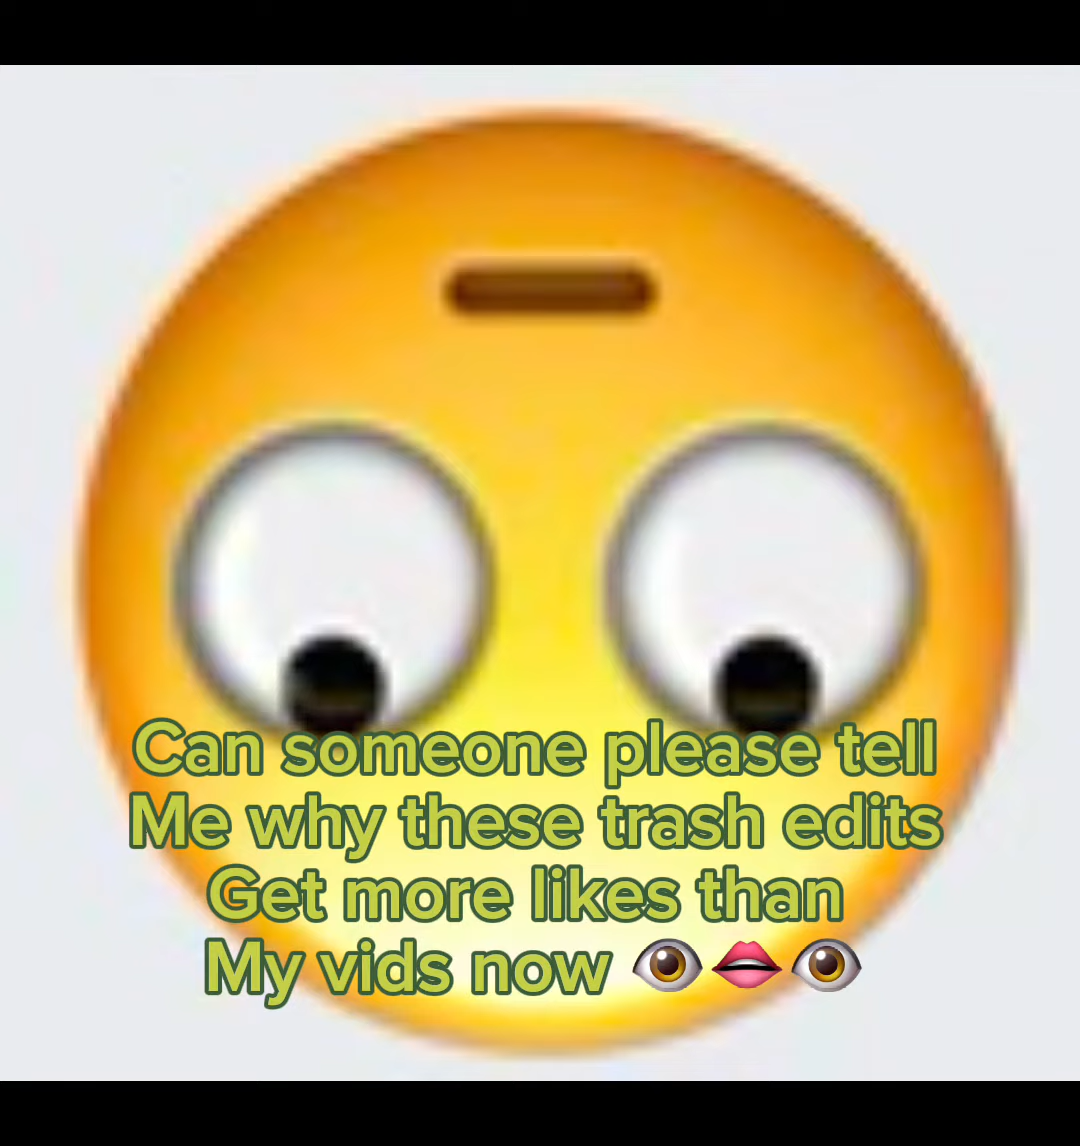 Can someone please tell
Me why these trash edits
Get more likes than
My vids now 👁️👄👁️